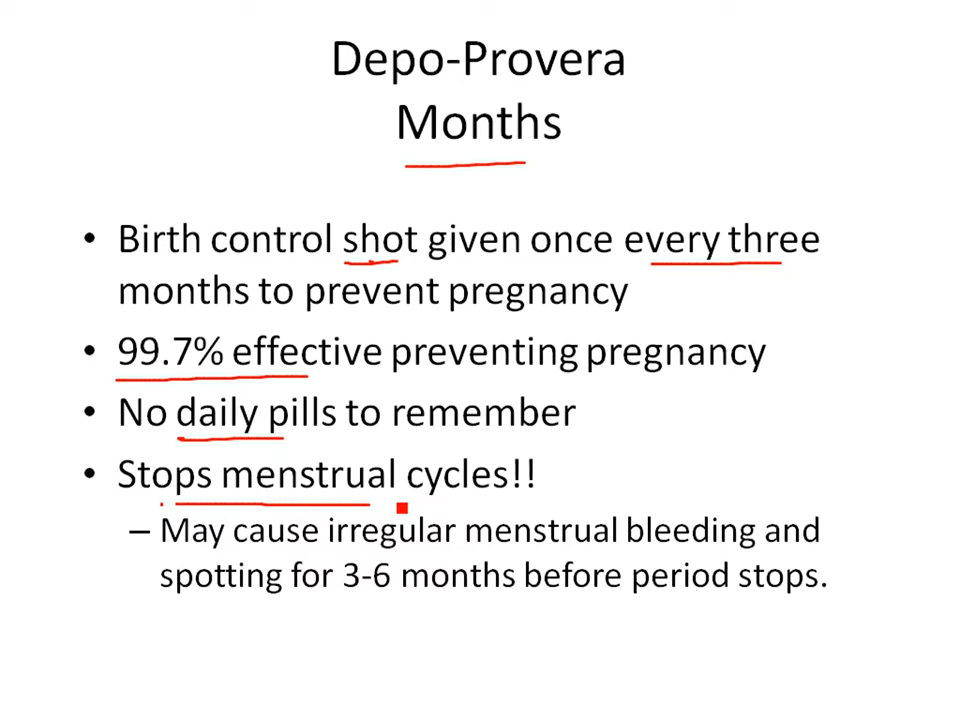 Depo-Provera
Months
• Birth control shot given once every three
months to prevent pregnancy
• 99.7% effective preventing pregnancy
• No daily pills to remember
• Stops menstrual cycles!!
– May cause irregular menstrual bleeding and
spotting for 3-6 months before period stops.